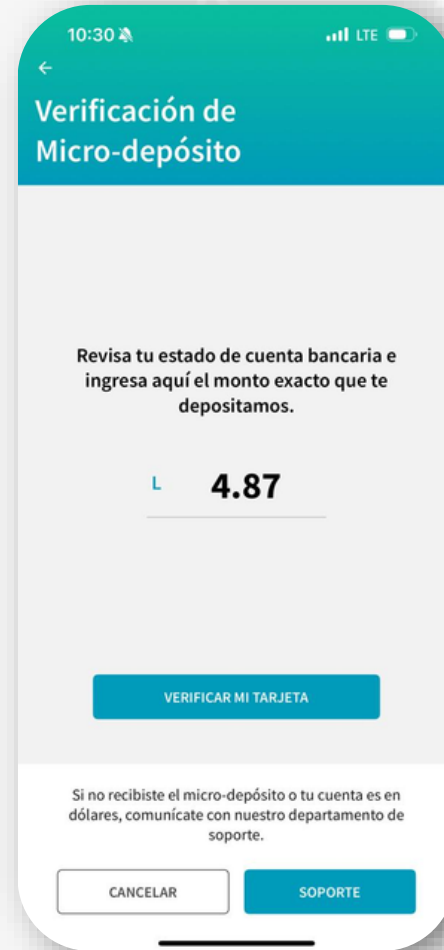 10:30
LTE
Verificación de
Micro-depósito
Revisa tu estado de cuenta bancaria e
ingresa aquí el monto exacto que te
depositamos.
L 4.87
VERIFICAR MI TARJETA
Si no recibiste el micro-depósito o tu cuenta es en
dólares, comunícate con nuestro departamento de
soporte.
CANCELAR
SOPORTE